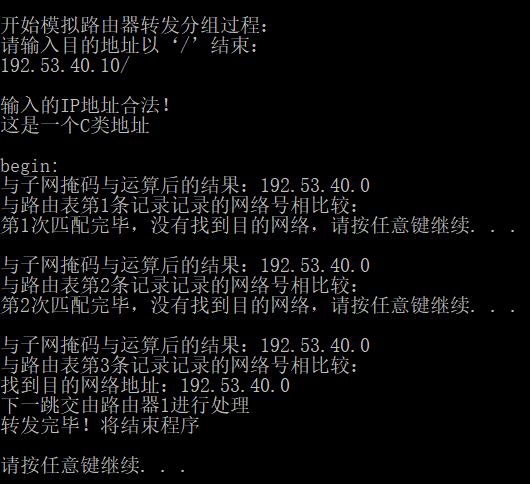 开始模拟路由器转发分组过程：
请输入目的地址以‘/’结束：
192.53.40.10/
输入的IP地址合法！
这是一个C类地址
begin:
与子网掩码与运算后的结果：192.53.40.0
与路由表第1条记录记录的网络号相比较：
第1次匹配完毕，没有找到目的网络，请按任意键继续. . .
与子网掩码与运算后的结果：192.53.40.0
与路由表第2条记录记录的网络号相比较：
第2次匹配完毕，没有找到目的网络，请按任意键继续. . .
与子网掩码与运算后的结果：192.53.40.0
与路由表第3条记录记录的网络号相比较：
找到目的网络地址：192.53.40.0
下一跳交由路由器1进行处理
转发完毕！将结束程序
请按任意键继续. . .